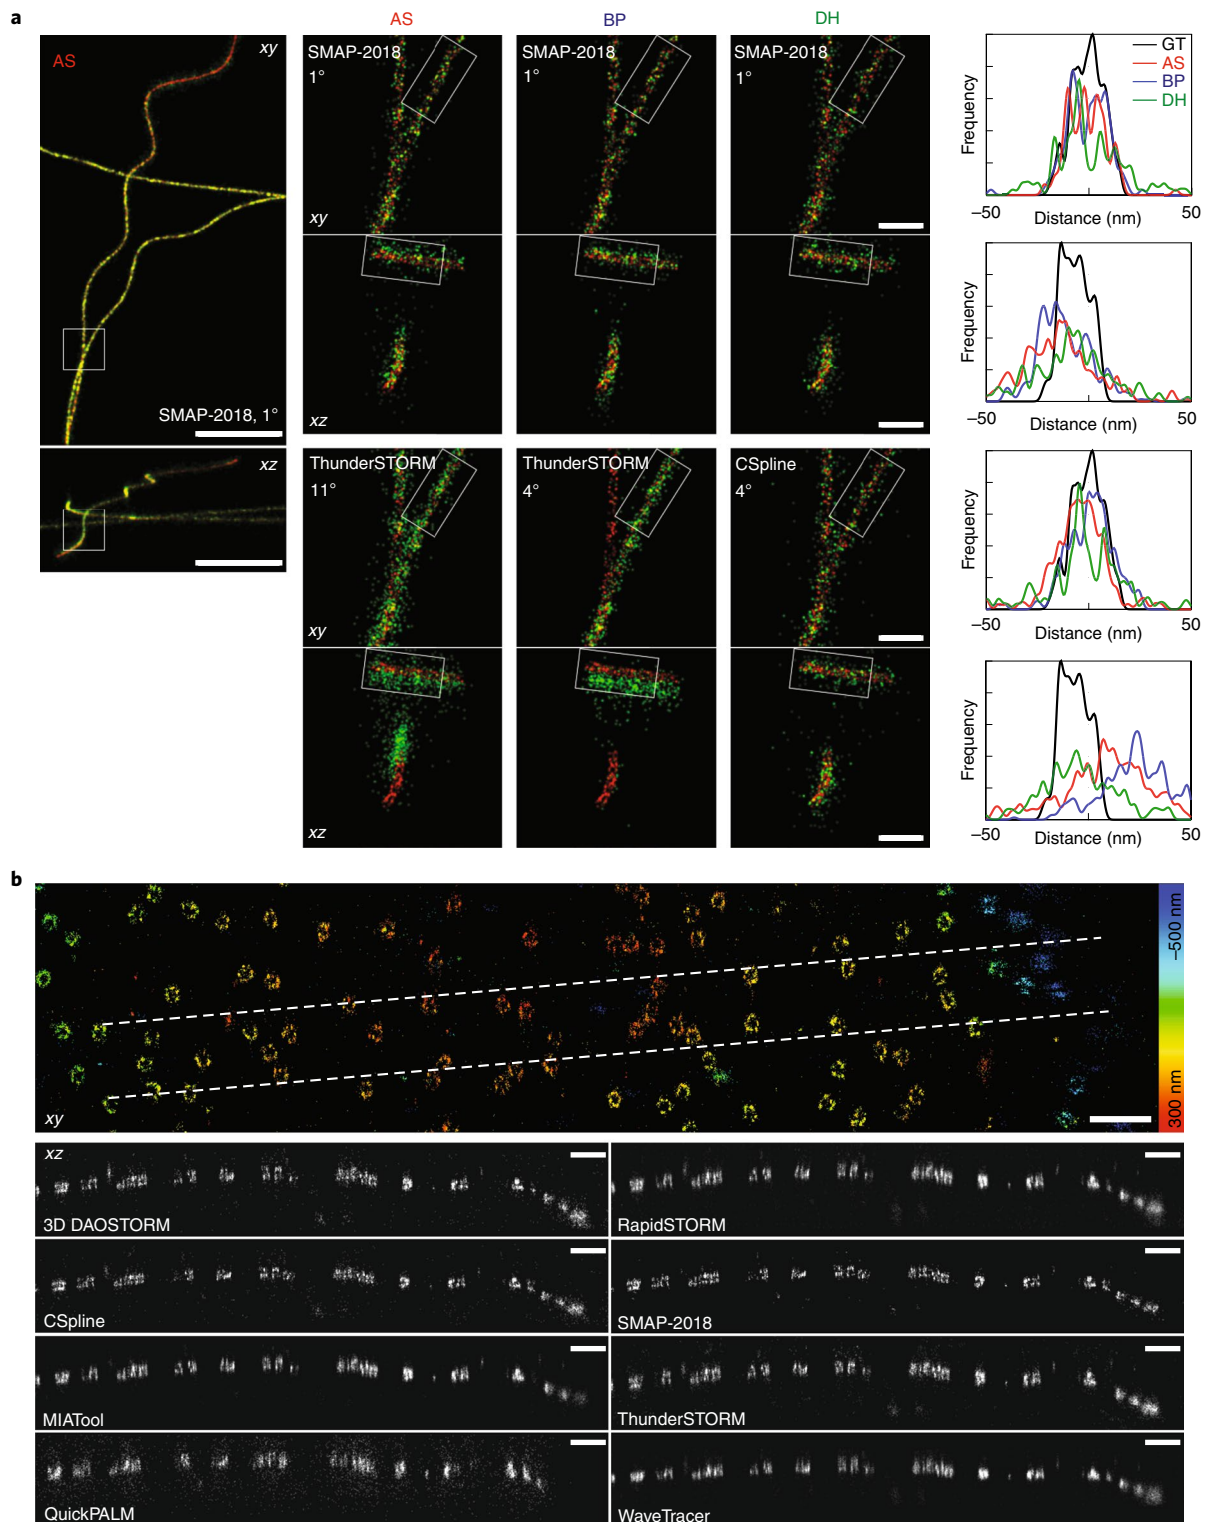 a
AS
BP
DH
AS
xy
SMAP-2018, 1°
xz
SMAP-2018
1°
xy
xz
SMAP-2018
1°
SMAP-2018
1°
ThunderSTORM
11°
xy
xz
ThunderSTORM
4°
CSpline
4°
GT
AS
BP
DH
Frequency
–50
50
Distance (nm)
Frequency
–50
50
Distance (nm)
Frequency
–50
50
Distance (nm)
Frequency
–50
50
Distance (nm)
b
xy
–500 nm
300 nm
xz
3D DAOSTORM
RapidSTORM
CSpline
SMAP-2018
MIATool
ThunderSTORM
QuickPALM
WaveTracer